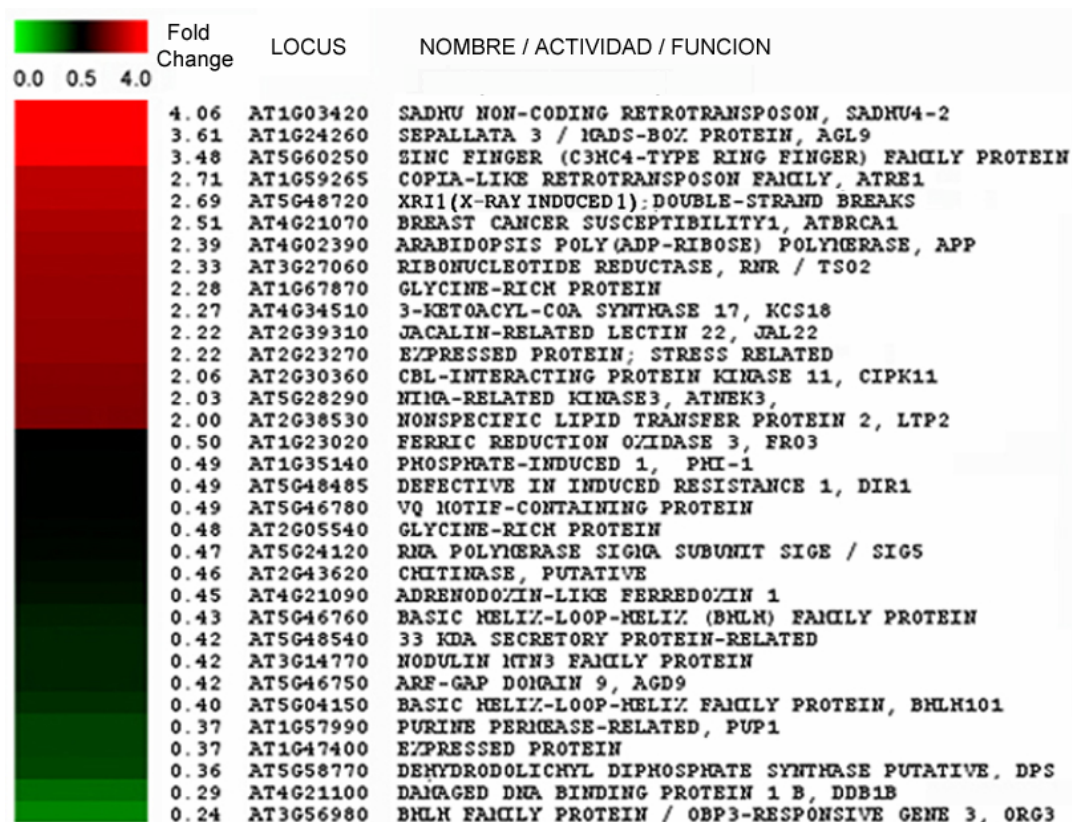 Fold Change LOCUS NOMBRE / ACTIVIDAD / FUNCION
0.0 0.5 4.0
4.06 AT1G03420 SADHU NON-CODING RETROTRANSPOSON, SADHU4-2
3.61 AT1G24260 SEPALLATA 3 / MADS-BOX PROTEIN, AGL9
3.48 AT5G60250 ZINC FINGER (C3HC4-TYPE RING FINGER) FAMILY PROTEIN
2.71 AT1G59265 COPIA-LIKE RETROTRANSPOSON FAMILY, ATRE1
2.69 AT5G48720 XRI1(X-RAY INDUCED1); DOUBLE-STRAND BREAKS
2.51 AT4G21070 BREAST CANCER SUSCEPTIBILITY1, ATBRCA1
2.39 AT4G02390 ARABIDOPSIS POLY(ADP-RIBOSE) POLYMERASE, APP
2.33 AT3G27060 RIBONUCLEOTIDE REDUCTASE, RNR / TSO2
2.28 AT1G67870 GLYCINE-RICH PROTEIN
2.27 AT4G34510 3-KETOACYL-COA SYNTHASE 17, KCS18
2.22 AT2G39310 JACALIN-RELATED LECTIN 22, JAL22
2.22 AT2G23270 EXPRESSED PROTEIN; STRESS RELATED
2.06 AT2G30360 CBL-INTERACTING PROTEIN KINASE 11, CIPK11
2.03 AT5G28290 NIMA-RELATED KINASE3, ATNEK3,
2.00 AT2G38530 NONSPECIFIC LIPID TRANSFER PROTEIN 2, LTP2
0.50 AT1G23020 FERRIC REDUCTION OXIDASE 3, FRO3
0.49 AT1G35140 PHOSPHATE-INDUCED 1, PHI-1
0.49 AT5G48485 DEFECTIVE IN INDUCED RESISTANCE 1, DIR1
0.49 AT5G46780 VQ MOTIF-CONTAINING PROTEIN
0.48 AT2G05540 GLYCINE-RICH PROTEIN
0.47 AT5G24120 RNA POLYMERASE SIGMA SUBUNIT SIGE / SIG5
0.46 AT2G43620 CHITINASE, PUTATIVE
0.45 AT4G21090 ADRENODOXIN-LIKE FERREDOXIN 1
0.43 AT5G46760 BASIC HELIX-LOOP-HELIX (BHLH) FAMILY PROTEIN
0.42 AT5G48540 33 KDA SECRETORY PROTEIN-RELATED
0.42 AT3G14770 NODULIN MTN3 FAMILY PROTEIN
0.42 AT5G46750 ARF-GAP DOMAIN 9, AGD9
0.40 AT5G04150 BASIC HELIX-LOOP-HELIX FAMILY PROTEIN, BHLH101
0.37 AT1G57990 PURINE PERMEASE-RELATED, PUP1
0.37 AT1G47400 EXPRESSED PROTEIN
0.36 AT5G58770 DEHYDRODOLICHYL DIPHOSPHATE SYNTHASE PUTATIVE, DPS
0.29 AT4G21100 DAMAGED DNA BINDING PROTEIN 1 B, DDB1B
0.24 AT3G56980 BHLH FAMILY PROTEIN / OBP3-RESPONSIVE GENE 3, ORG3